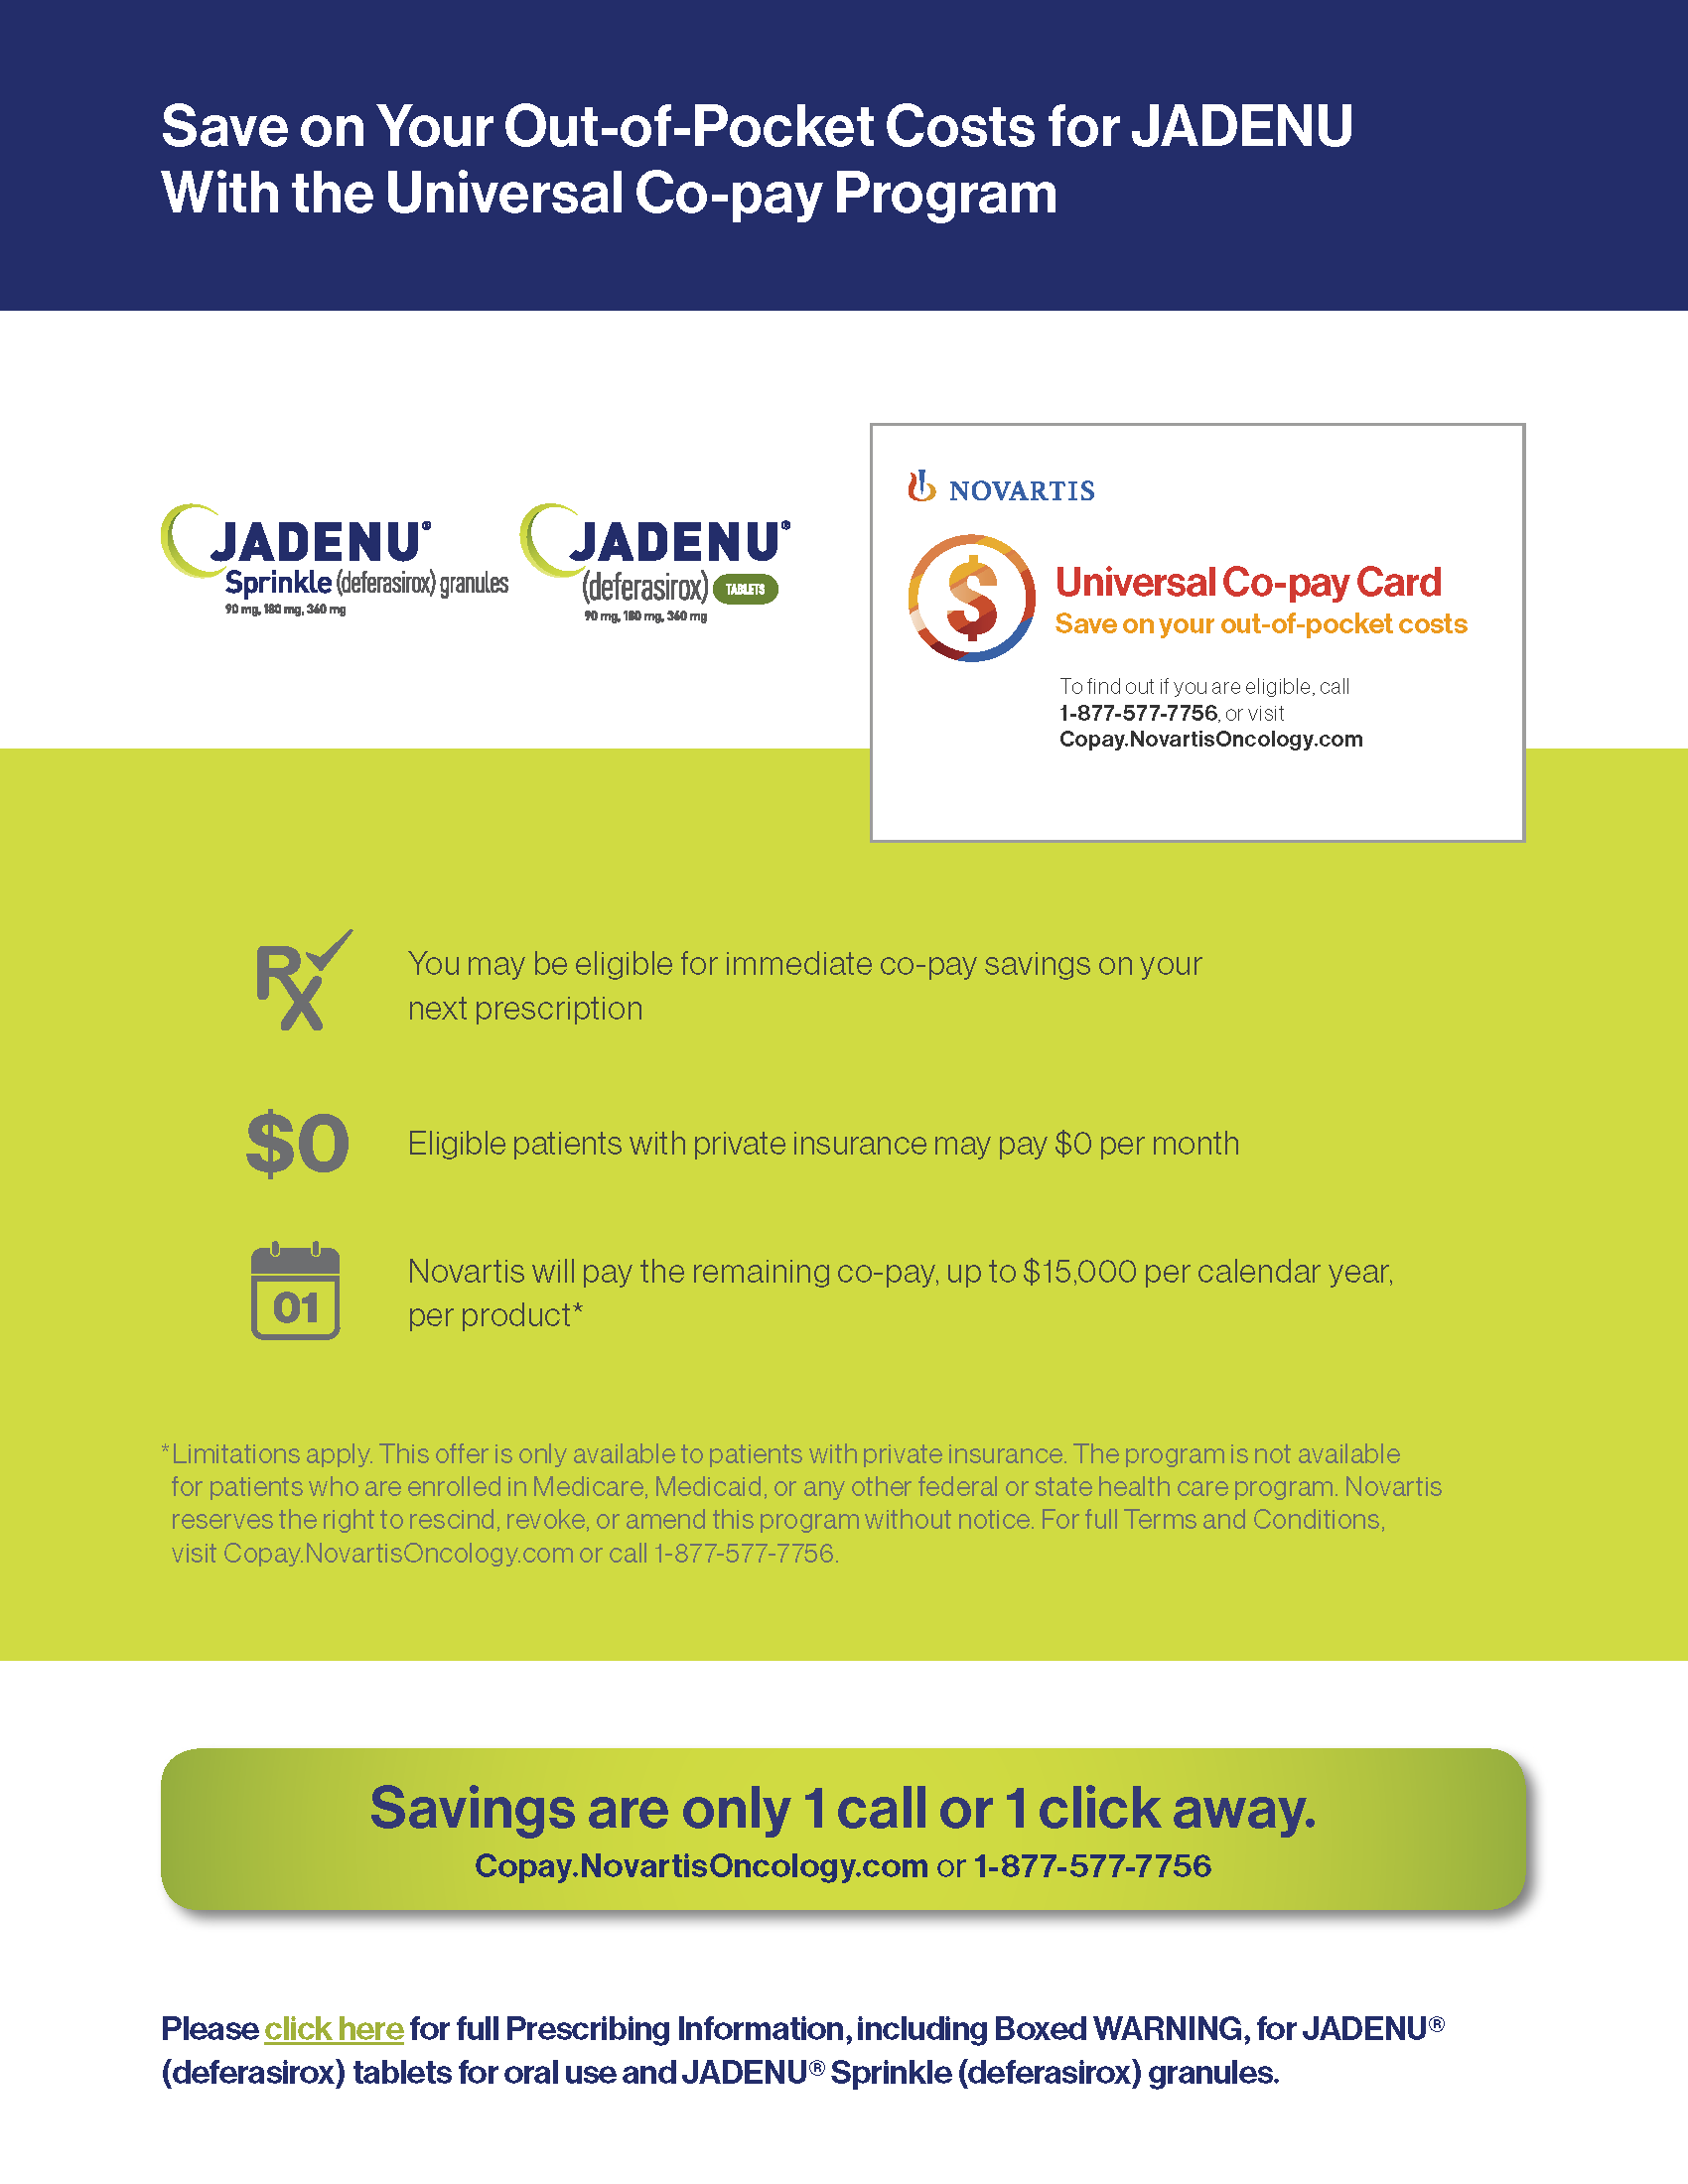 Save on Your Out-of-Pocket Costs for JADENU
With the Universal Co-pay Program
JADENU®
Sprinkle (deferasirox) granules
90 mg, 180 mg, 360 mg
JADENU®
(deferasirox) TABLETS
90 mg, 180 mg, 360 mg
NOVARTIS
$
Universal Co-pay Card
Save on your out-of-pocket costs
To find out if you are eligible, call
1-877-577-7756, or visit
Copay.NovartisOncology.com
Rx
You may be eligible for immediate co-pay savings on your
next prescription
$0
Eligible patients with private insurance may pay $0 per month
01
Novartis will pay the remaining co-pay, up to $15,000 per calendar year,
per product*
*Limitations apply. This offer is only available to patients with private insurance. The program is not available
for patients who are enrolled in Medicare, Medicaid, or any other federal or state health care program. Novartis
reserves the right to rescind, revoke, or amend this program without notice. For full Terms and Conditions,
visit Copay.NovartisOncology.com or call 1-877-577-7756.
Savings are only 1 call or 1 click away.
Copay.NovartisOncology.com or 1-877-577-7756
Please click here for full Prescribing Information, including Boxed WARNING, for JADENU®
(deferasirox) tablets for oral use and JADENU® Sprinkle (deferasirox) granules.